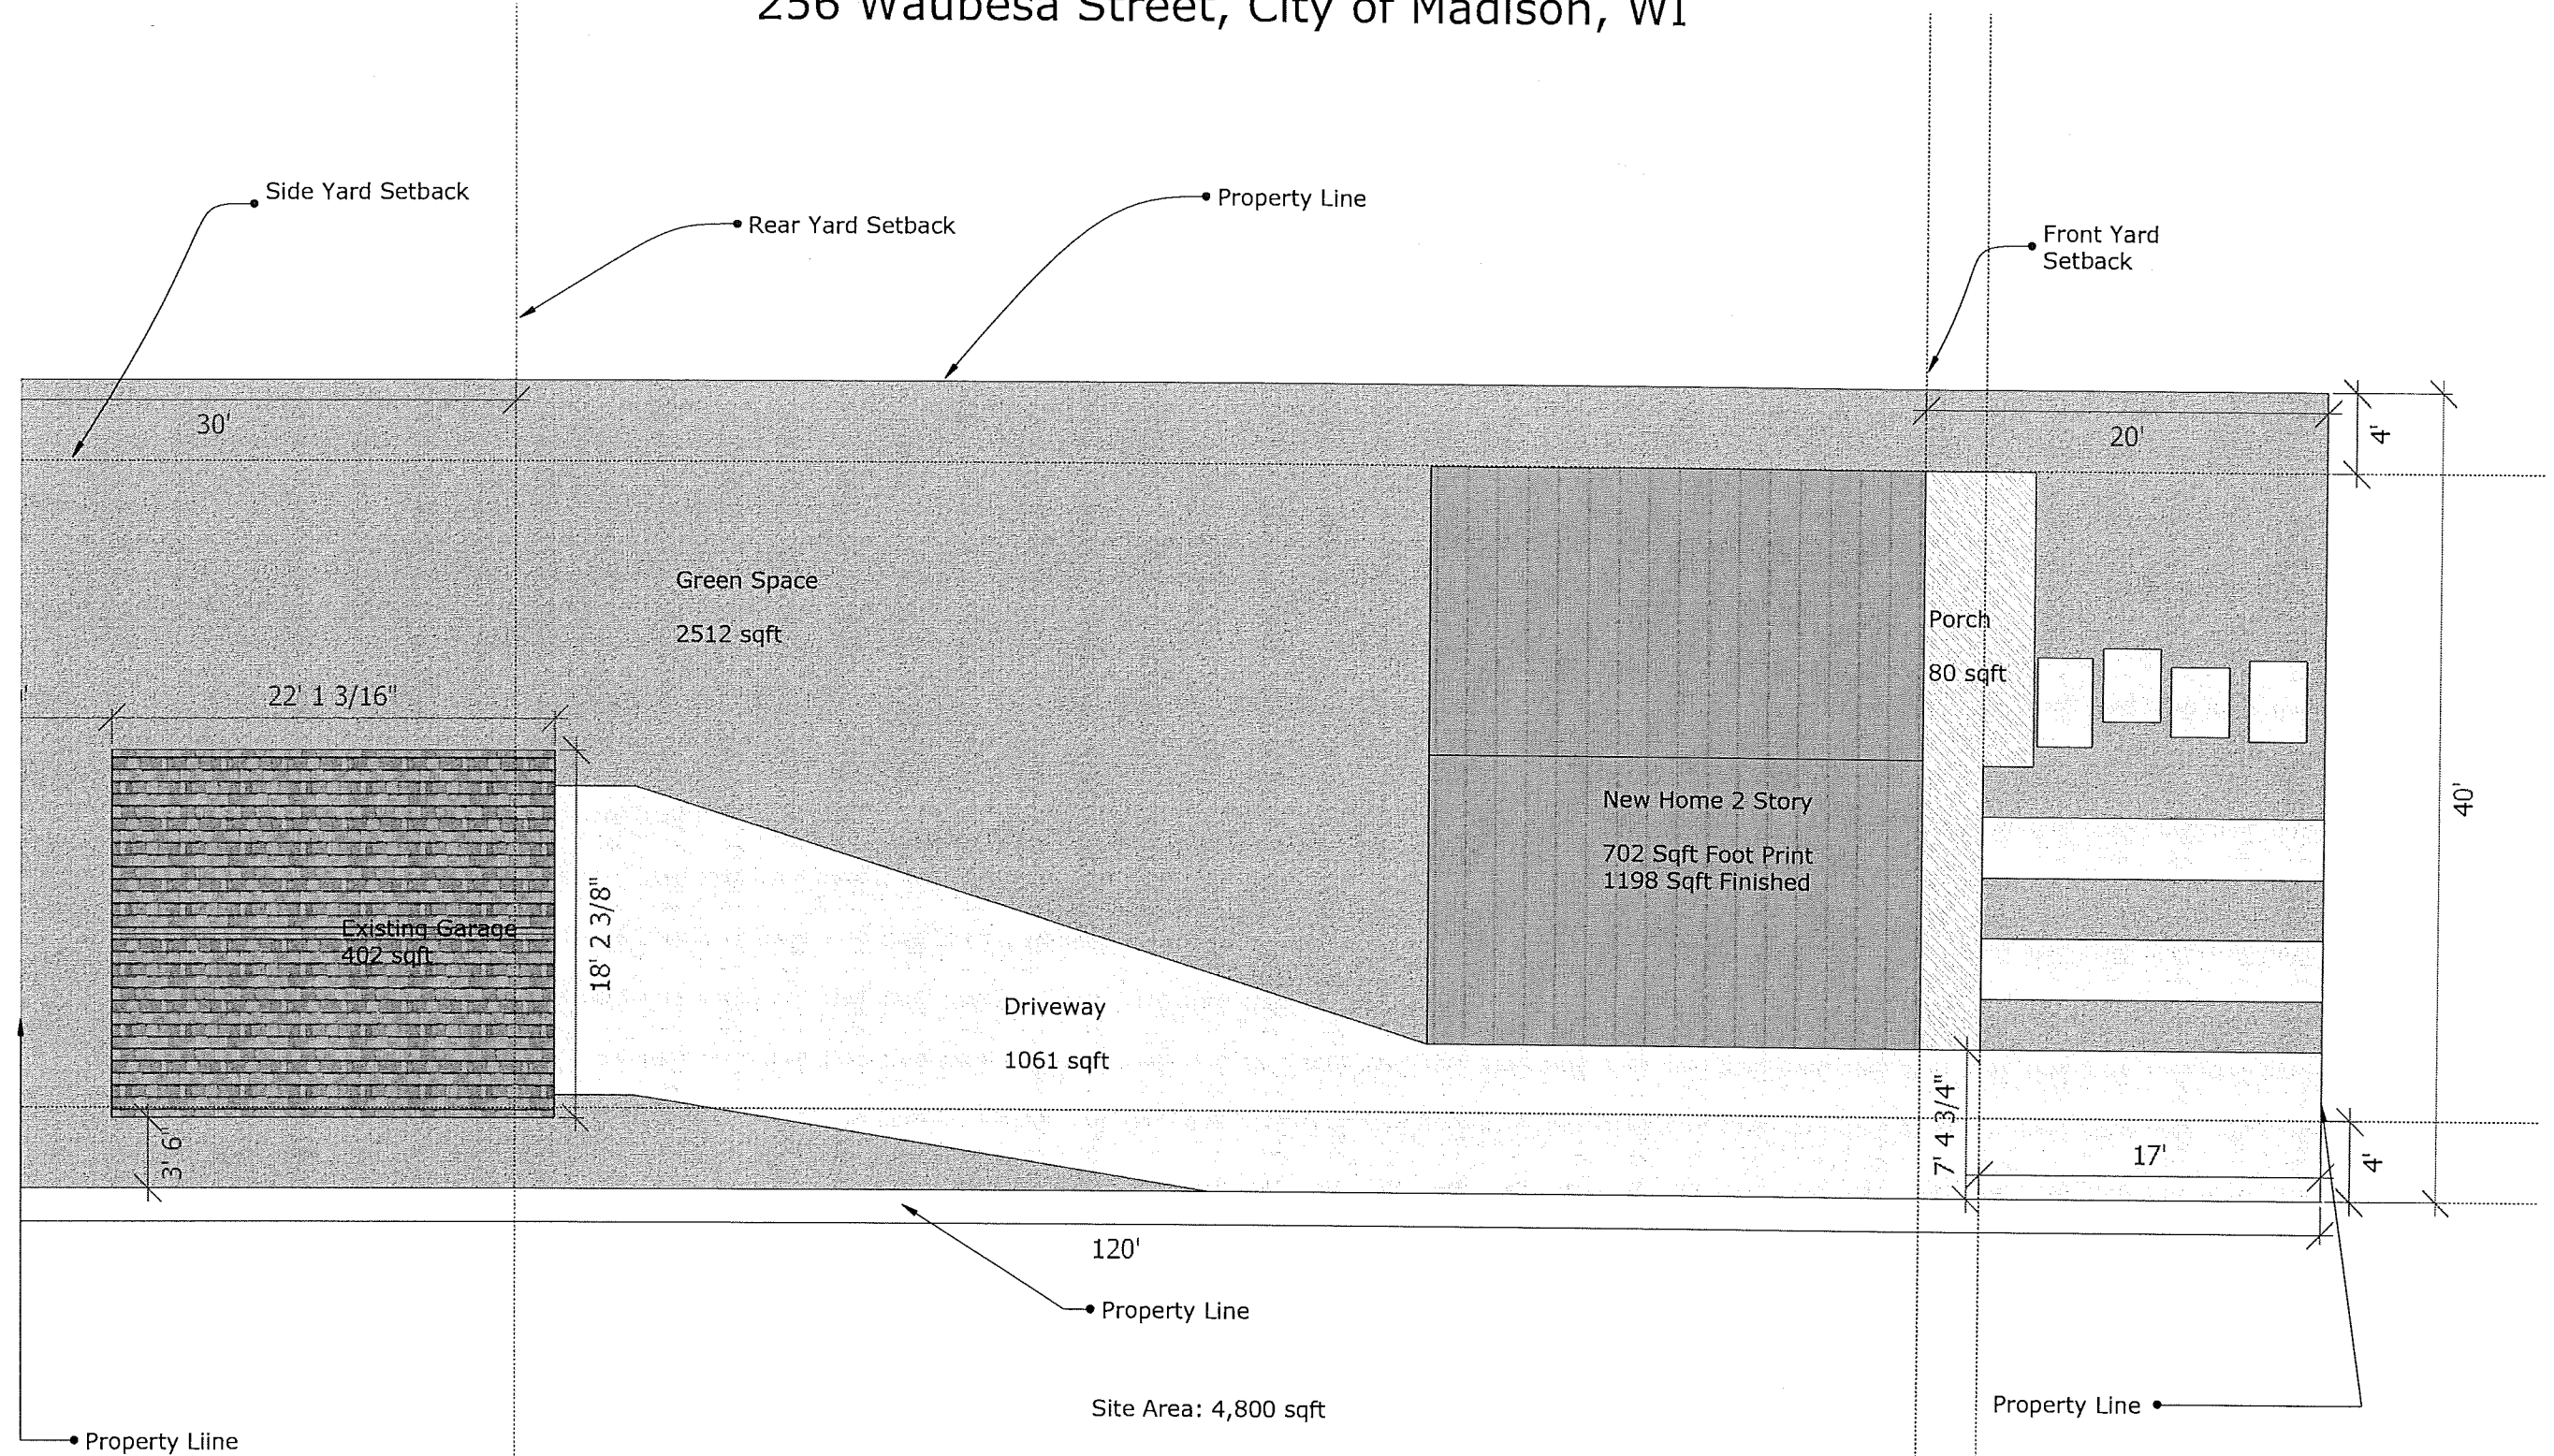 256 Waubesa Street, City of Madison, WI
Side Yard Setback
Rear Yard Setback
Property Line
Front Yard
Setback
30'
20'
4'
Green Space
2512 sqft
Porch
80 sqft
'
22' 1 3/16"
New Home 2 Story
702 Sqft Foot Print
1198 Sqft Finished
40'
Existing Garage
402 sqft
18' 2 3/8"
Driveway
1061 sqft
3' 6"
7' 4 3/4"
17'
4'
120'
Property Line
Site Area: 4,800 sqft
Property Line
Property Liine